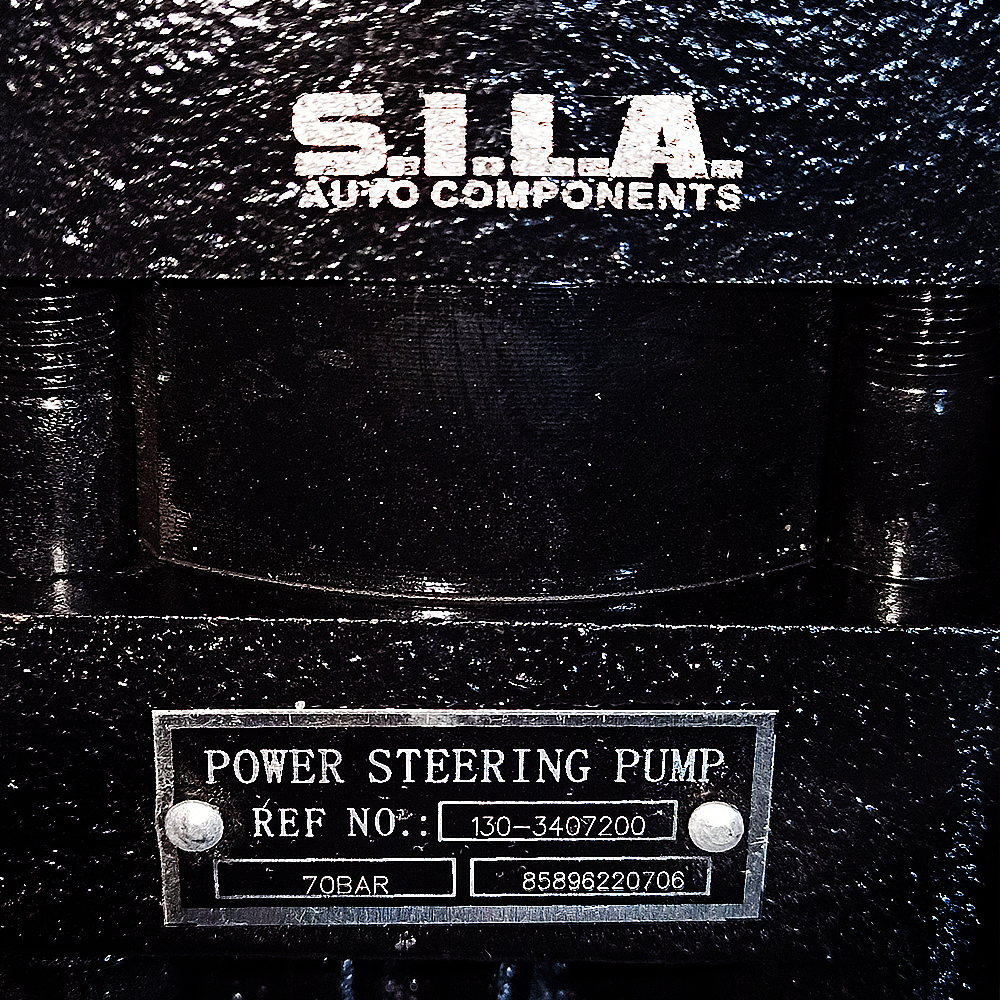 S.I.L.A.
AUTO COMPONENTS
POWER STEERING PUMP
REF NO.: 130-3407200
70BAR 85896220706